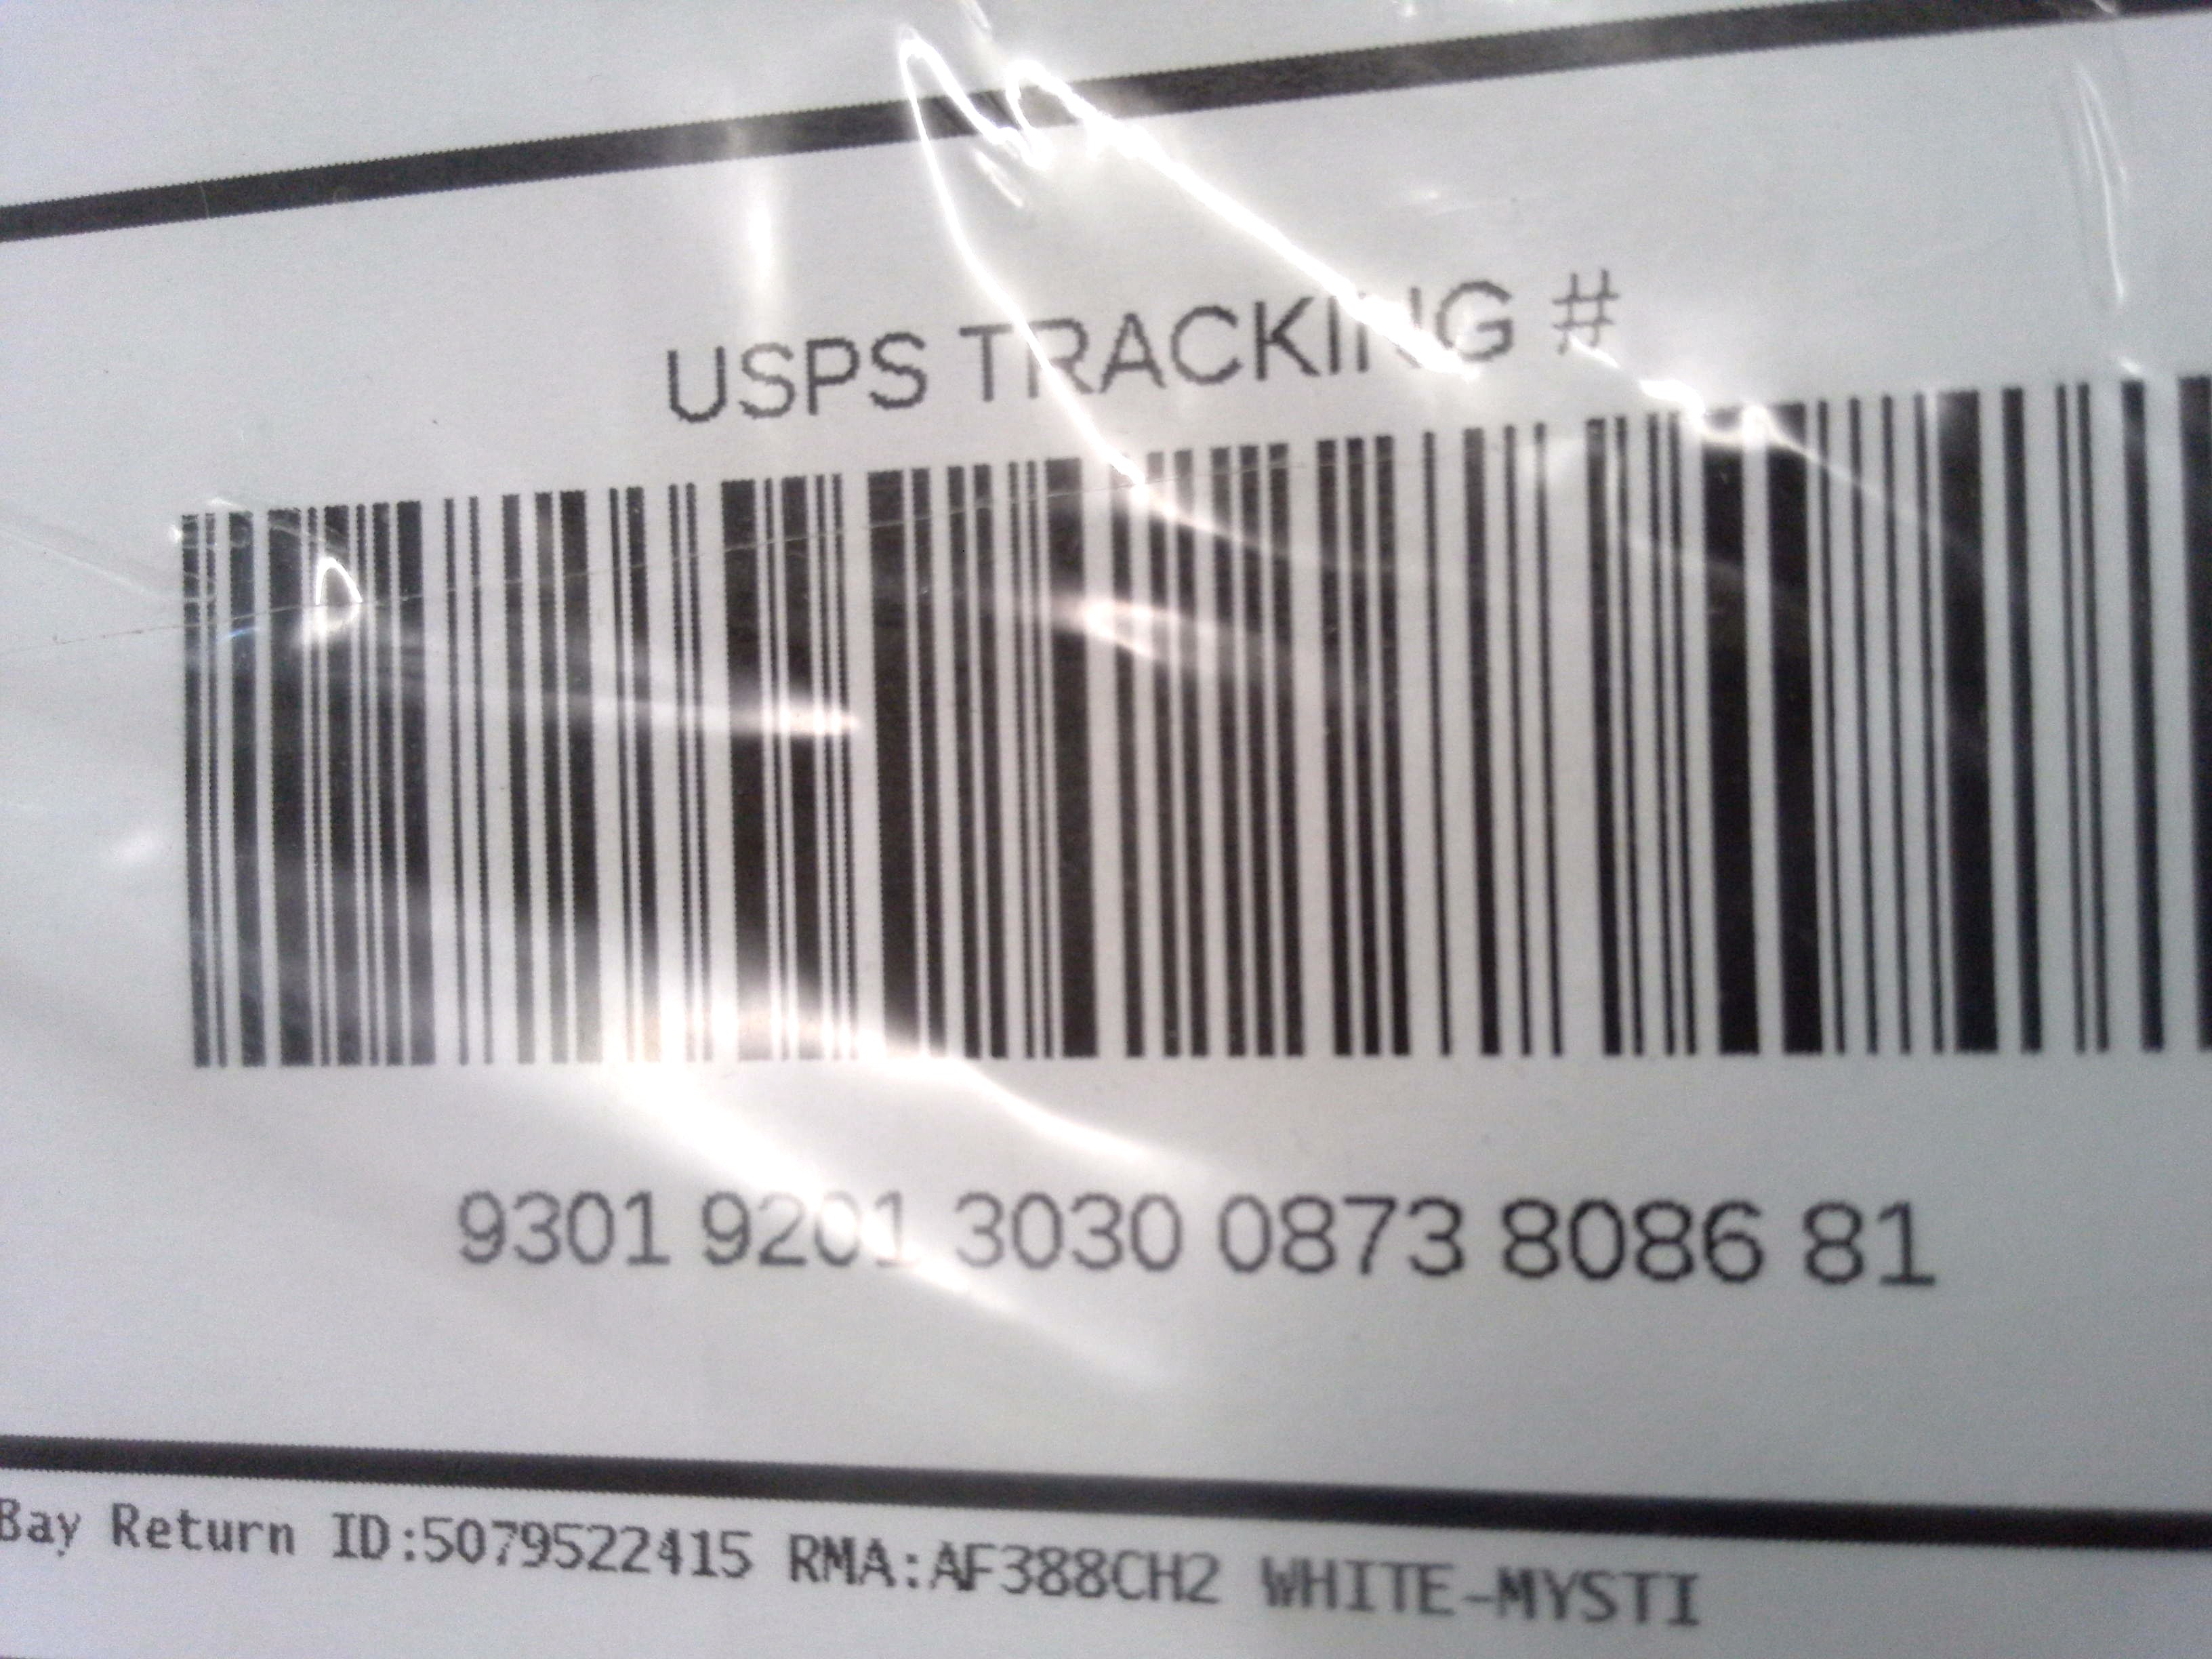 USPS TRACKING #
9301 9201 3030 0873 8086 81
Bay Return ID:5079522415 RMA:AF388CH2 WHITE-MYSTI